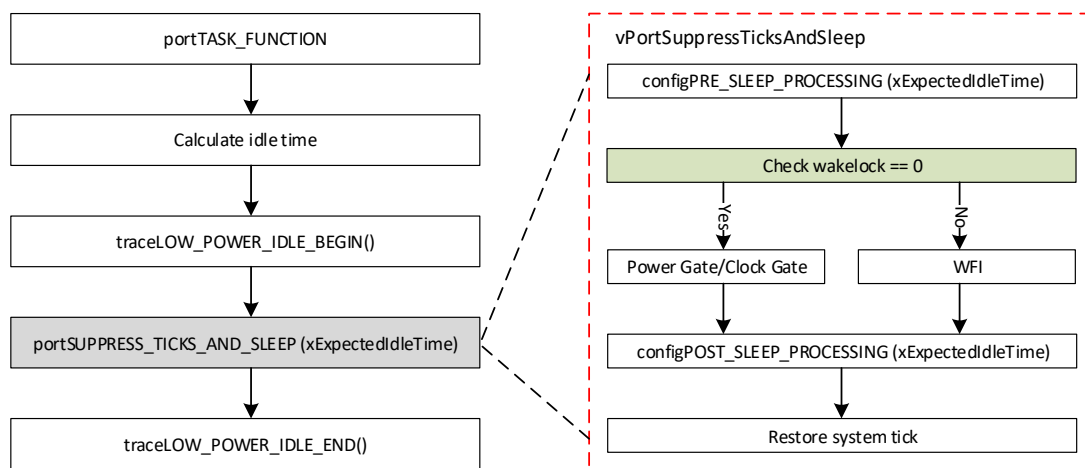 portTASK_FUNCTION
Calculate idle time
traceLOW_POWER_IDLE_BEGIN()
portSUPPRESS_TICKS_AND_SLEEP (xExpectedIdleTime)
traceLOW_POWER_IDLE_END()
vPortSuppressTicksAndSleep
configPRE_SLEEP_PROCESSING (xExpectedIdleTime)
Check wakelock == 0
Yes
No
Power Gate/Clock Gate
WFI
configPOST_SLEEP_PROCESSING (xExpectedIdleTime)
Restore system tick